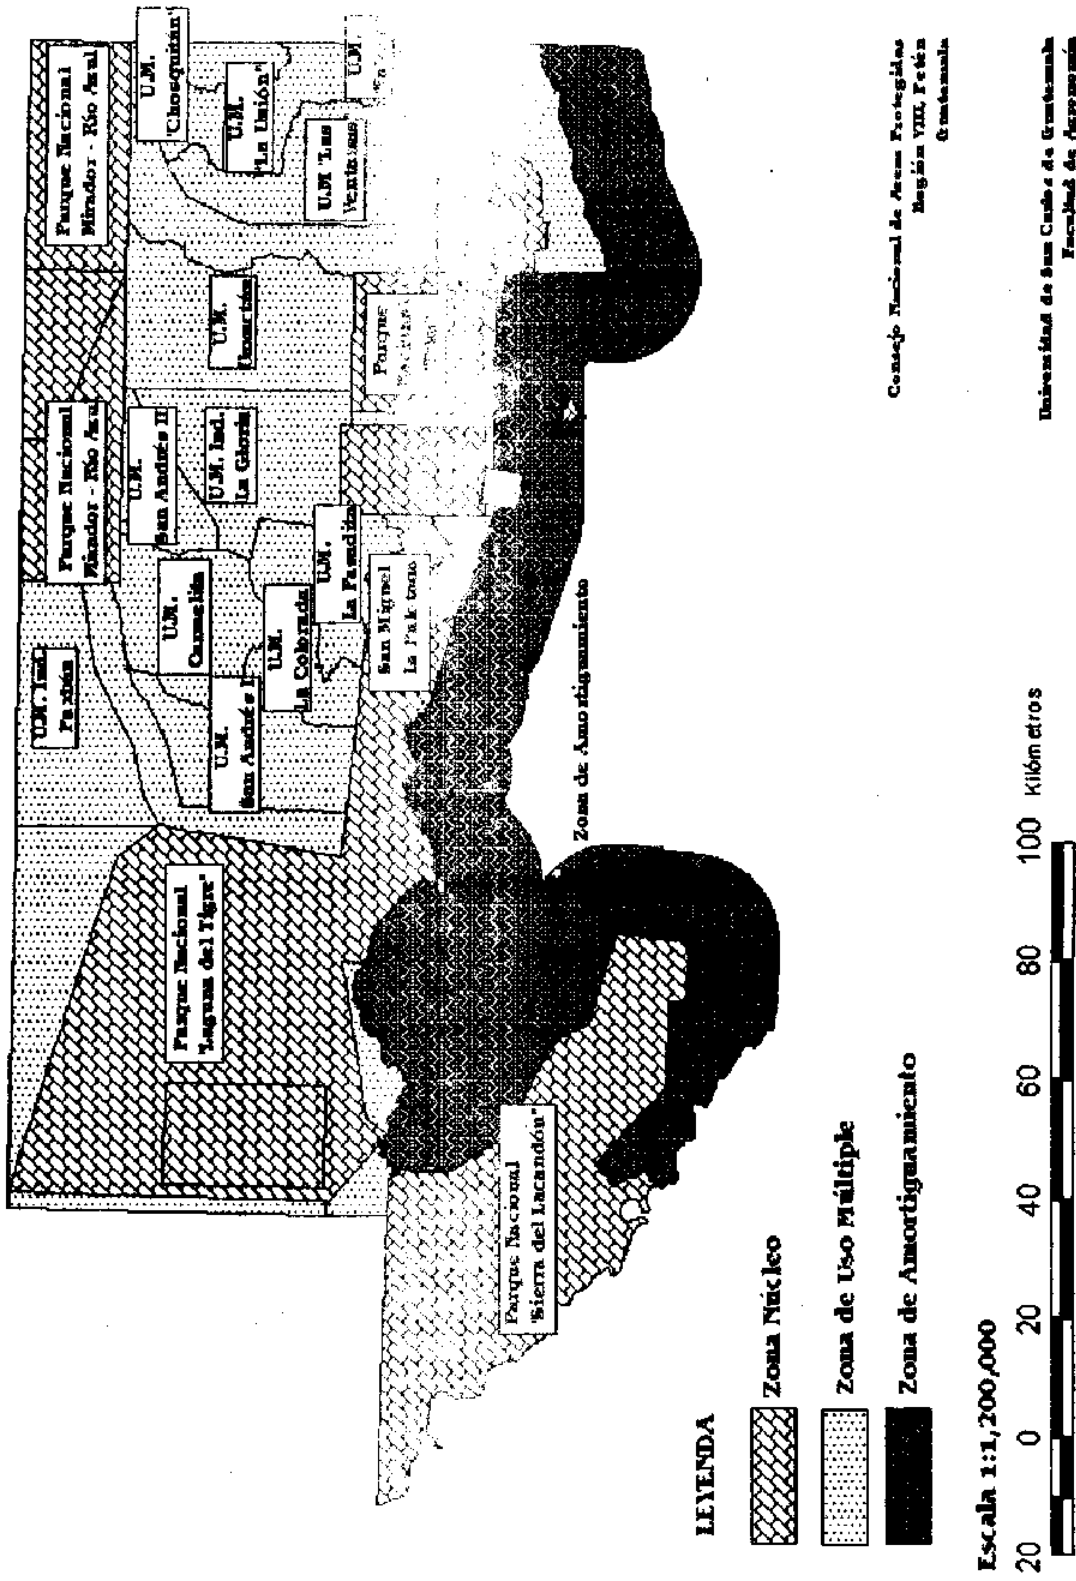 Parque Nacional
Mirador - Río Azul
U.M.
"Chosquitán"
U.M.
"La Unión"
U.M
U.M "Las
Ventanas
Parque Nacional
Mirador - Río Azul
U.M.
San Andrés II
U.M. Ind.
La Gloria
U.M.
Uaxactún
Parque
U.M. Ind.
Paxbán
U.M.
Carmelita
U.M.
San Andrés I
U.M.
La Colorada
U.M.
La Pasadita
San Miguel
La Palotada
Parque Nacional
"Laguna del Tigre"
Parque Nacional
"Sierra del Lacandón"
Zona de Amortiguamiento
LEYENDA
Zona Núcleo
Zona de Uso Múltiple
Zona de Amortiguamiento
Escala 1:1,200,000
20 0 20 40 60 80 100 Kilómetros
Consejo Nacional de Areas Protegidas
Región VIII, Petén
Guatemala
Universidad de San Carlos de Guatemala
Facultad de Agronomía